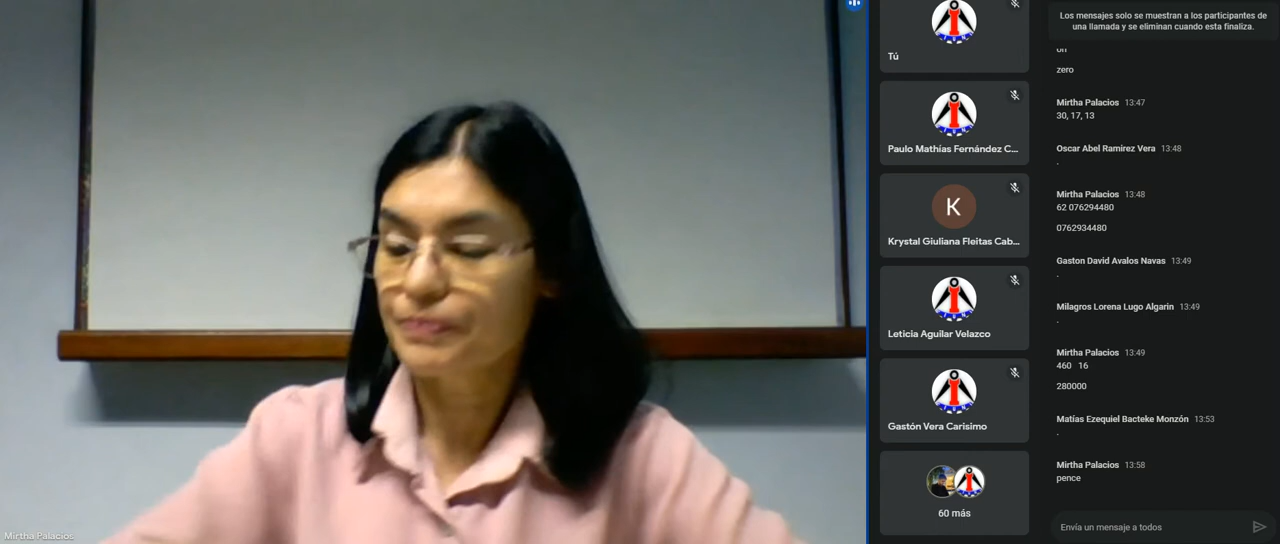 Mirtha Palacios
Tú
Paulo Mathías Fernández C...
K
Krystal Giuliana Fleitas Cab...
Leticia Aguilar Velazco
Gastón Vera Carisimo
60 más
Los mensajes solo se muestran a los participantes de
una llamada y se eliminan cuando esta finaliza.
zero
Mirtha Palacios 13:47
30, 17, 13
Oscar Abel Ramirez Vera 13:48
.
Mirtha Palacios 13:48
62 076294480
0762934480
Gaston David Avalos Navas 13:49
.
Milagros Lorena Lugo Algarin 13:49
.
Mirtha Palacios 13:49
460 16
280000
Matías Ezequiel Bacteke Monzón 13:53
.
Mirtha Palacios 13:58
pence
Envía un mensaje a todos